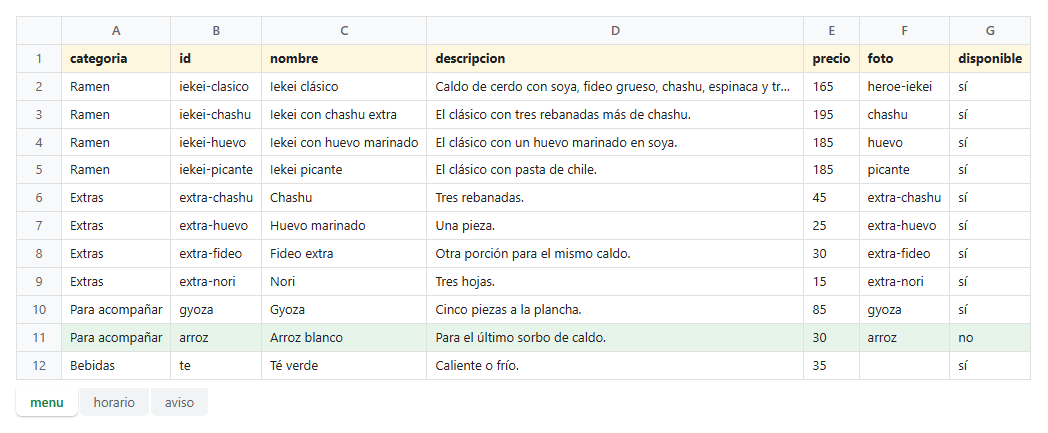 A B C D E F G
1 categoria id nombre descripcion precio foto disponible
2 Ramen iekei-clasico Iekei clásico Caldo de cerdo con soya, fideo grueso, chashu, espinaca y tr... 165 heroe-iekei sí
3 Ramen iekei-chashu Iekei con chashu extra El clásico con tres rebanadas más de chashu. 195 chashu sí
4 Ramen iekei-huevo Iekei con huevo marinado El clásico con un huevo marinado en soya. 185 huevo sí
5 Ramen iekei-picante Iekei picante El clásico con pasta de chile. 185 picante sí
6 Extras extra-chashu Chashu Tres rebanadas. 45 extra-chashu sí
7 Extras extra-huevo Huevo marinado Una pieza. 25 extra-huevo sí
8 Extras extra-fideo Fideo extra Otra porción para el mismo caldo. 30 extra-fideo sí
9 Extras extra-nori Nori Tres hojas. 15 extra-nori sí
10 Para acompañar gyoza Gyoza Cinco piezas a la plancha. 85 gyoza sí
11 Para acompañar arroz Arroz blanco Para el último sorbo de caldo. 30 arroz no
12 Bebidas te Té verde Caliente o frío. 35 sí
menu horario aviso